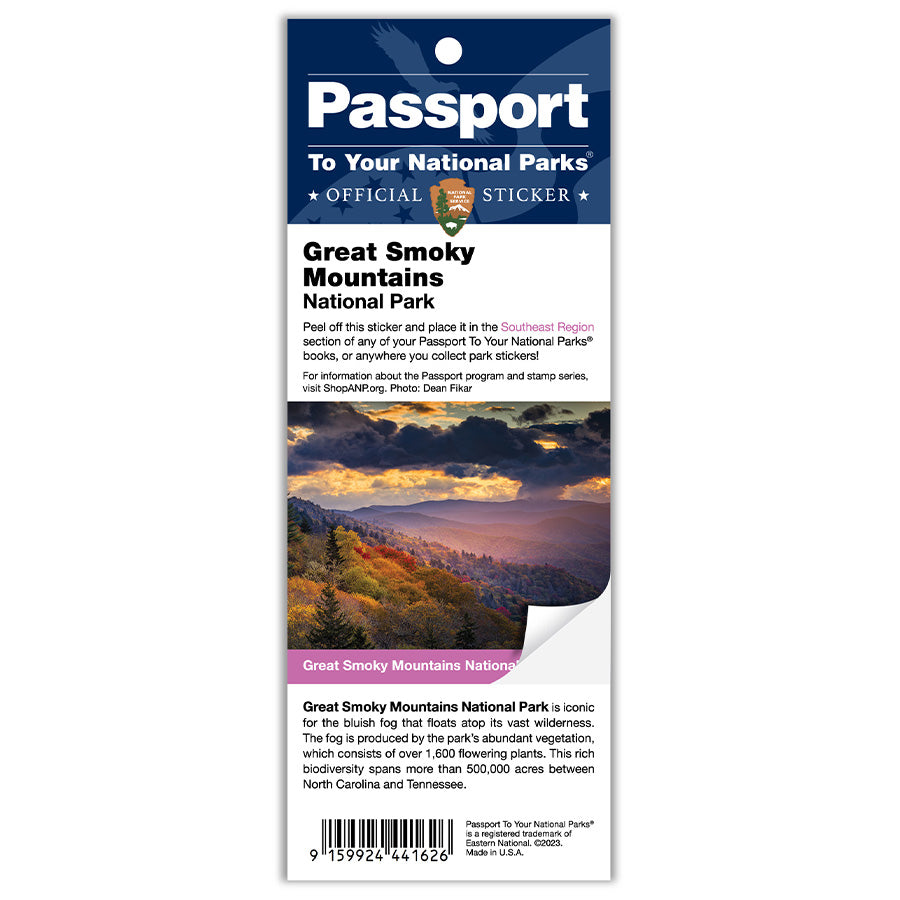 Passport
To Your National Parks®
★ OFFICIAL NATIONAL PARK SERVICE STICKER ★
Great Smoky
Mountains
National Park
Peel off this sticker and place it in the Southeast Region
section of any of your Passport To Your National Parks®
books, or anywhere you collect park stickers!
For information about the Passport program and stamp series,
visit ShopANP.org. Photo: Dean Fikar
Great Smoky Mountains National
Great Smoky Mountains National Park is iconic
for the bluish fog that floats atop its vast wilderness.
The fog is produced by the park's abundant vegetation,
which consists of over 1,600 flowering plants. This rich
biodiversity spans more than 500,000 acres between
North Carolina and Tennessee.
9 159924 441626
Passport To Your National Parks®
is a registered trademark of
Eastern National. ©2023.
Made in U.S.A.